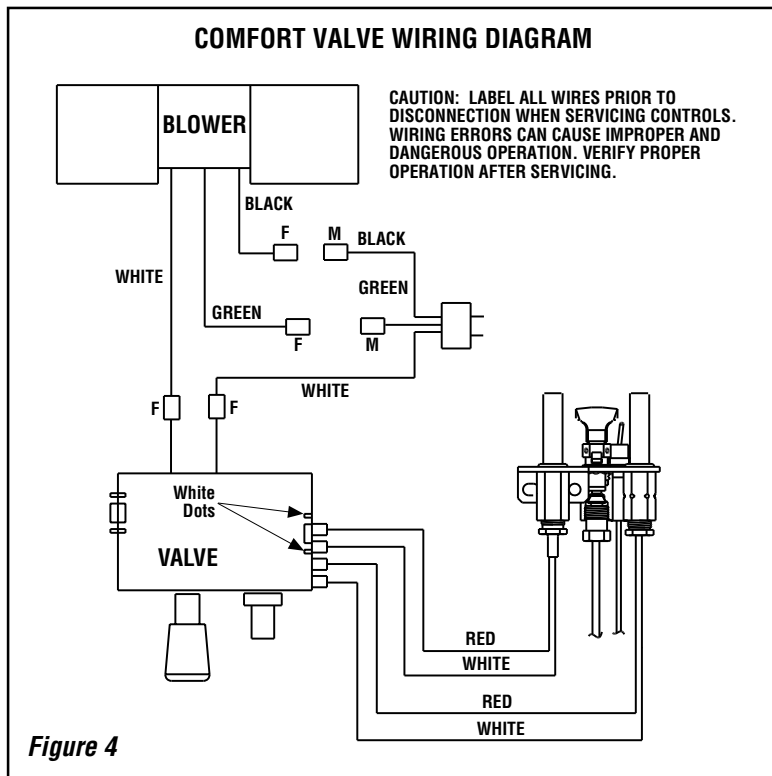 COMFORT VALVE WIRING DIAGRAM
CAUTION: LABEL ALL WIRES PRIOR TO
DISCONNECTION WHEN SERVICING CONTROLS.
WIRING ERRORS CAN CAUSE IMPROPER AND
DANGEROUS OPERATION. VERIFY PROPER
OPERATION AFTER SERVICING.
BLOWER
BLACK
F
M
BLACK
WHITE
GREEN
GREEN
F
M
WHITE
F
F
White
Dots
VALVE
RED
WHITE
RED
WHITE
Figure 4